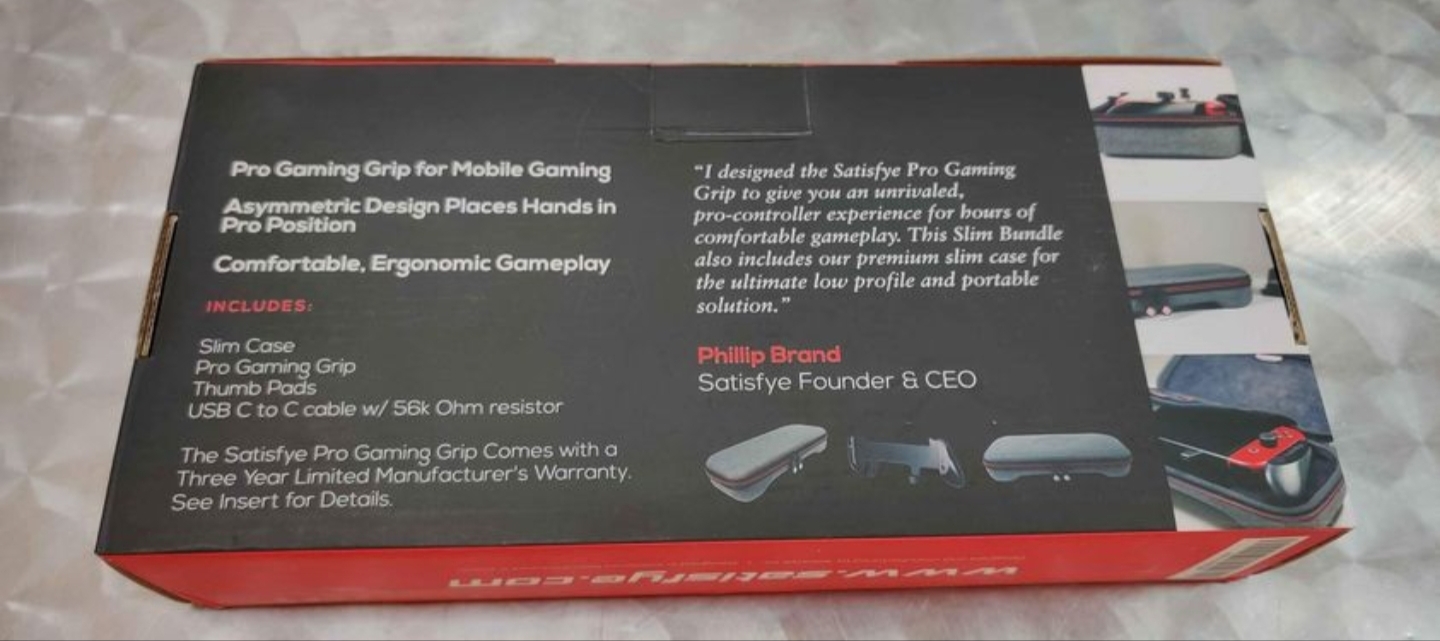 Pro Gaming Grip for Mobile Gaming
Asymmetric Design Places Hands in
Pro Position
Comfortable, Ergonomic Gameplay
INCLUDES:
Slim Case
Pro Gaming Grip
Thumb Pads
USB C to C cable w/ 56k Ohm resistor
The Satisfye Pro Gaming Grip Comes with a
Three Year Limited Manufacturer's Warranty.
See Insert for Details.
“I designed the Satisfye Pro Gaming
Grip to give you an unrivaled,
pro-controller experience for hours of
comfortable gameplay. This Slim Bundle
also includes our premium slim case for
the ultimate low profile and portable
solution.”
Phillip Brand
Satisfye Founder & CEO
www.satisfye.com